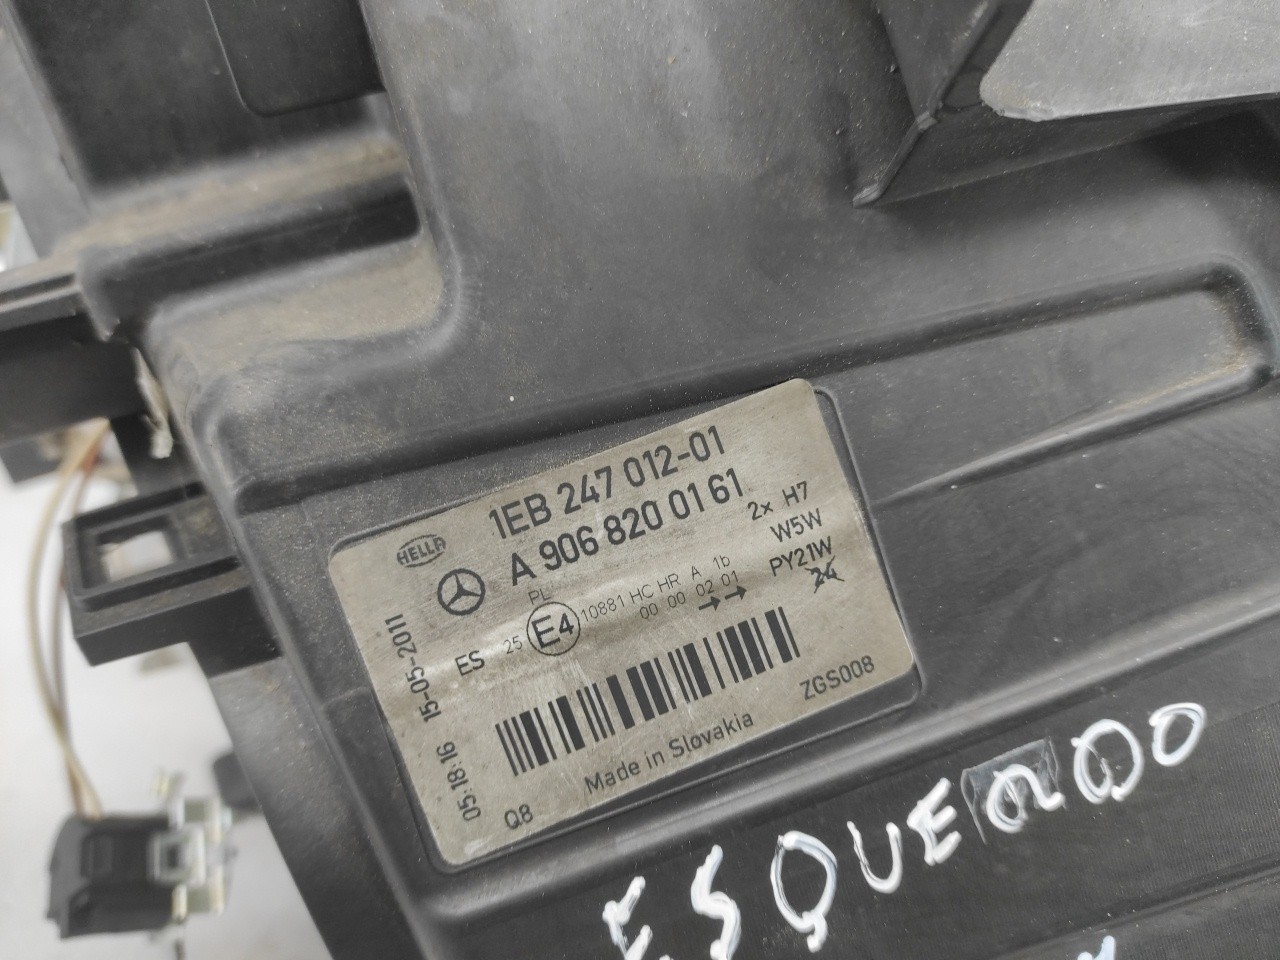 1EB 247 012-01
HELLA
A 906 820 01 61
2x H7
W5W
PY21W
24
PL
ES 25 E4 10881 HC HR A 1b
00 00 02 01
→→
15-05-2011
05:18:16
Made in Slovakia
ZGS008
Q8